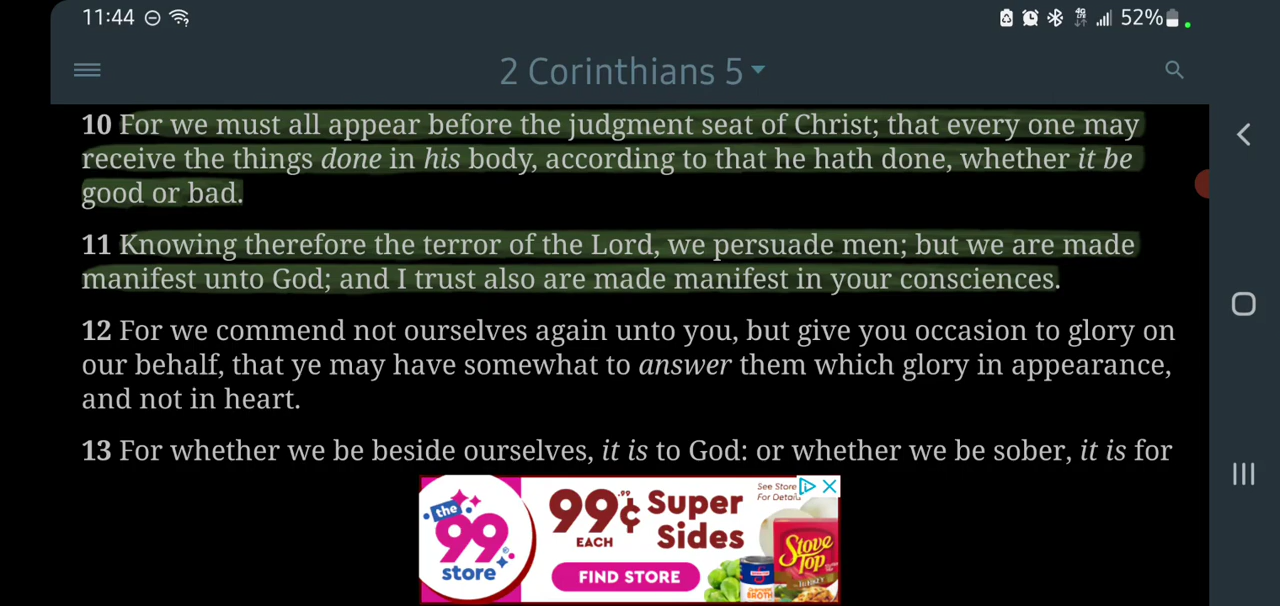 11:44
52%
2 Corinthians 5
10 For we must all appear before the judgment seat of Christ; that every one may
receive the things done in his body, according to that he hath done, whether it be
good or bad.
11 Knowing therefore the terror of the Lord, we persuade men; but we are made
manifest unto God; and I trust also are made manifest in your consciences.
12 For we commend not ourselves again unto you, but give you occasion to glory on
our behalf, that ye may have somewhat to answer them which glory in appearance,
and not in heart.
13 For whether we be beside ourselves, it is to God: or whether we be sober, it is for
the
99
store
99¢ Super
.99
EACH
Sides
FIND STORE
See Store
For Details
Stove
Top
TURKEY
BROTH